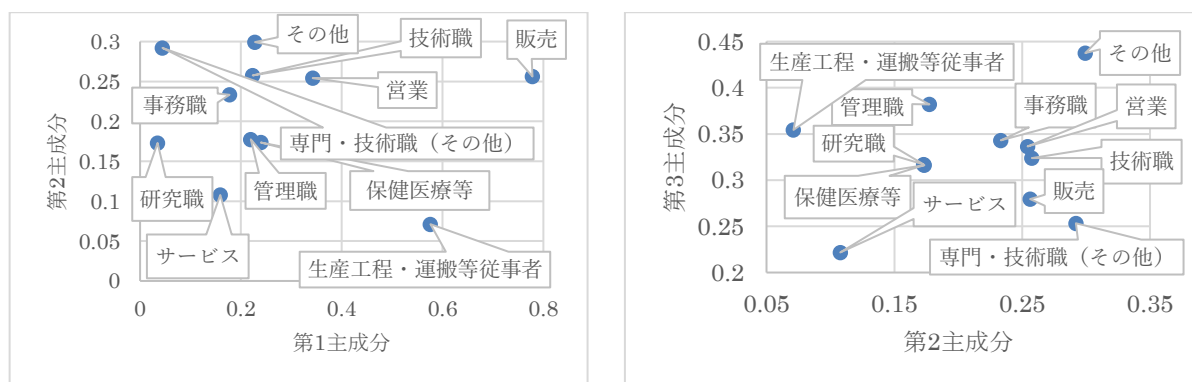 その他
技術職
販売
営業
事務職
専門・技術職（その他）
研究職
管理職
保健医療等
サービス
生産工程・運搬等従事者
0.3
0.25
0.2
0.15
0.1
0.05
0
0
0.2
0.4
0.6
0.8
第2主成分
第1主成分
生産工程・運搬等従事者
その他
管理職
事務職
営業
研究職
技術職
保健医療等
サービス
販売
専門・技術職（その他）
0.45
0.4
0.35
0.3
0.25
0.2
0.05
0.15
0.25
0.35
第3主成分
第2主成分